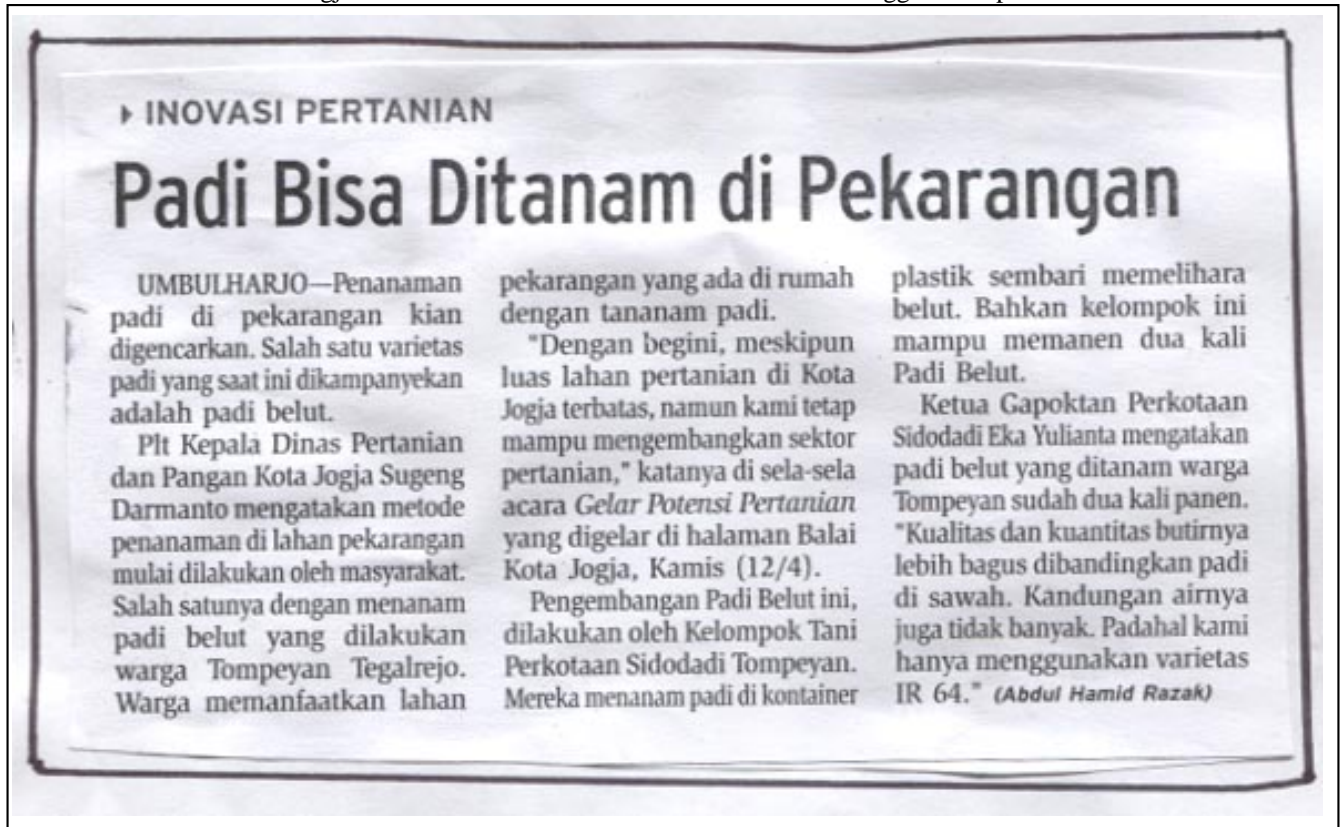 INOVASI PERTANIAN
Padi Bisa Ditanam di Pekarangan
UMBULHARJO—Penanaman
padi di pekarangan kian
digencarkan. Salah satu varietas
padi yang saat ini dikampanyekan
adalah padi belut.
Plt Kepala Dinas Pertanian
dan Pangan Kota Jogja Sugeng
Darmanto mengatakan metode
penanaman di lahan pekarangan
mulai dilakukan oleh masyarakat.
Salah satunya dengan menanam
padi belut yang dilakukan
warga Tompeyan Tegalrejo.
Warga memanfaatkan lahan
pekarangan yang ada di rumah
dengan tananam padi.
"Dengan begini, meskipun
luas lahan pertanian di Kota
Jogja terbatas, namun kami tetap
mampu mengembangkan sektor
pertanian," katanya di sela-sela
acara Gelar Potensi Pertanian
yang digelar di halaman Balai
Kota Jogja, Kamis (12/4).
Pengembangan Padi Belut ini,
dilakukan oleh Kelompok Tani
Perkotaan Sidodadi Tompeyan.
Mereka menanam padi di kontainer
plastik sembari memelihara
belut. Bahkan kelompok ini
mampu memanen dua kali
Padi Belut.
Ketua Gapoktan Perkotaan
Sidodadi Eka Yulianta mengatakan
padi belut yang ditanam warga
Tompeyan sudah dua kali panen.
"Kualitas dan kuantitas butirnya
lebih bagus dibandingkan padi
di sawah. Kandungan airnya
juga tidak banyak. Padahal kami
hanya menggunakan varietas
IR 64." (Abdul Hamid Razak)